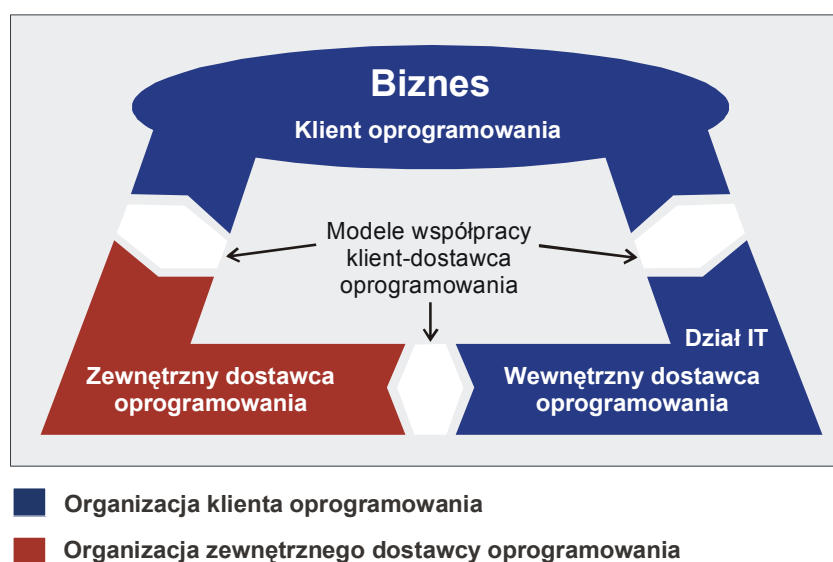 Biznes
Klient oprogramowania
Modele współpracy
klient-dostawca
oprogramowania
Dział IT
Zewnętrzny dostawca
oprogramowania
Wewnętrzny dostawca
oprogramowania
Organizacja klienta oprogramowania
Organizacja zewnętrznego dostawcy oprogramowania